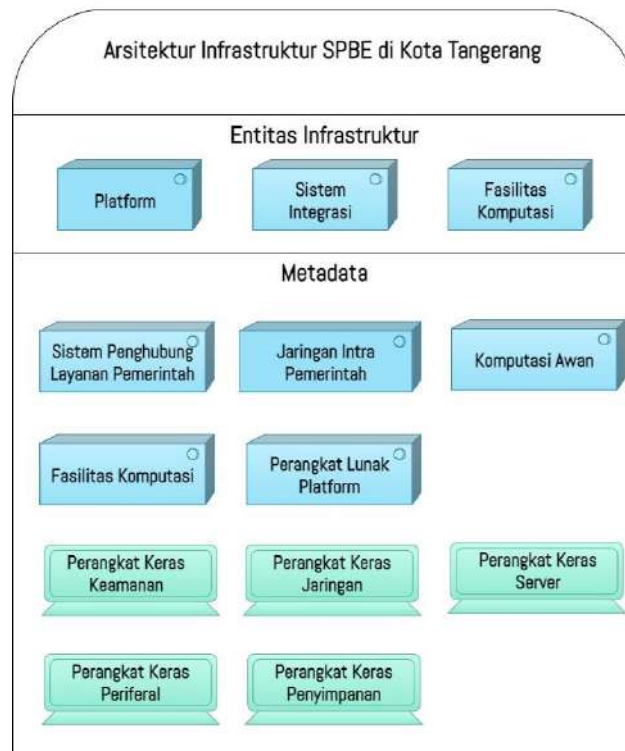 Arsitektur Infrastruktur SPBE di Kota Tangerang
Entitas Infrastruktur
Platform
Sistem
Integrasi
Fasilitas
Komputasi
Metadata
Sistem Penghubung
Layanan Pemerintah
Jaringan Intra
Pemerintah
Komputasi Awan
Fasilitas Komputasi
Perangkat Lunak
Platform
Perangkat Keras
Keamanan
Perangkat Keras
Jaringan
Perangkat Keras
Server
Perangkat Keras
Periferal
Perangkat Keras
Penyimpanan